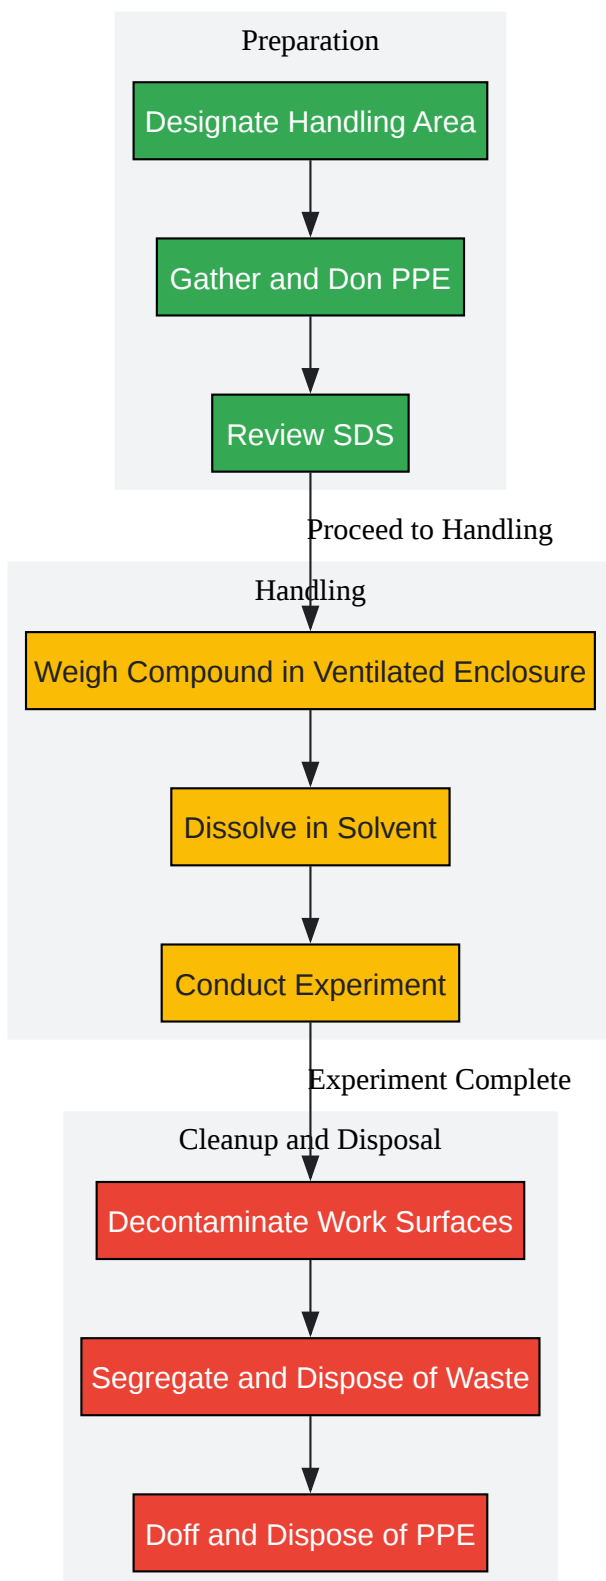 Preparation
Designate Handling Area
Gather and Don PPE
Review SDS
Proceed to Handling
Handling
Weigh Compound in Ventilated Enclosure
Dissolve in Solvent
Conduct Experiment
Experiment Complete
Cleanup and Disposal
Decontaminate Work Surfaces
Segregate and Dispose of Waste
Doff and Dispose of PPE